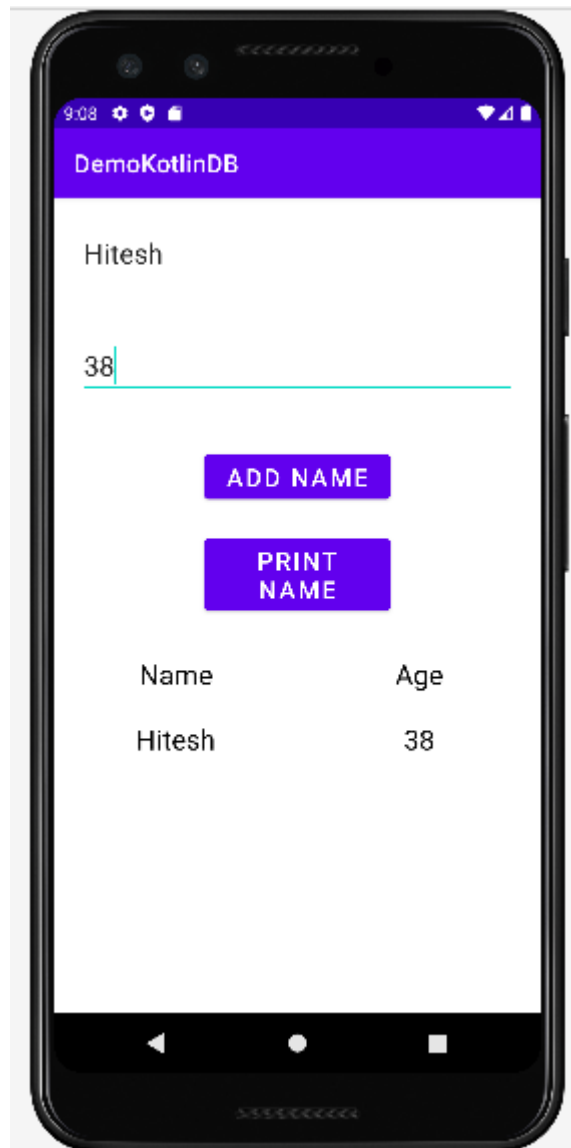 9:08
DemoKotlinDB
Hitesh
38
ADD NAME
PRINT
NAME
Name Age
Hitesh 38